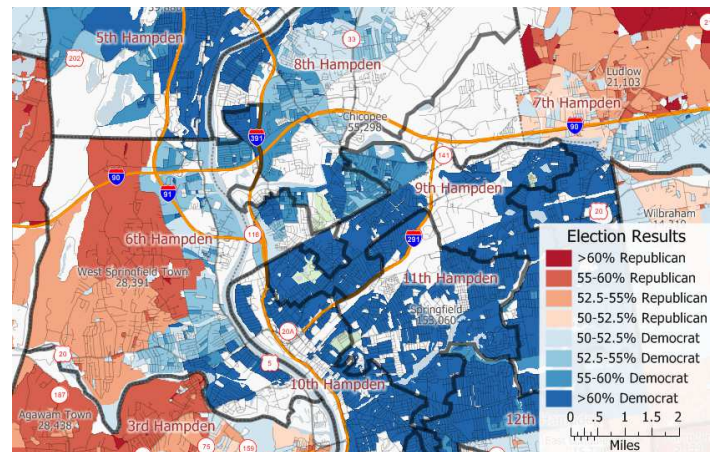 5th Hampden
202
33
8th Hampden
21
Ludlow
21,103
7th Hampden
Chicopee
55,298
391
90
141
90
91
9th Hampden
20
Wilbraham
6th Hampden
116
291
West Springfield Town
28,391
11th Hampden
Springfield
153,060
20A
20
5
10th Hampden
187
Agawam Town
28,438
3rd Hampden
75
159
12th
Election Results
>60% Republican
55-60% Republican
52.5-55% Republican
50-52.5% Republican
50-52.5% Democrat
52.5-55% Democrat
55-60% Democrat
>60% Democrat
0 .5 1 2
Miles